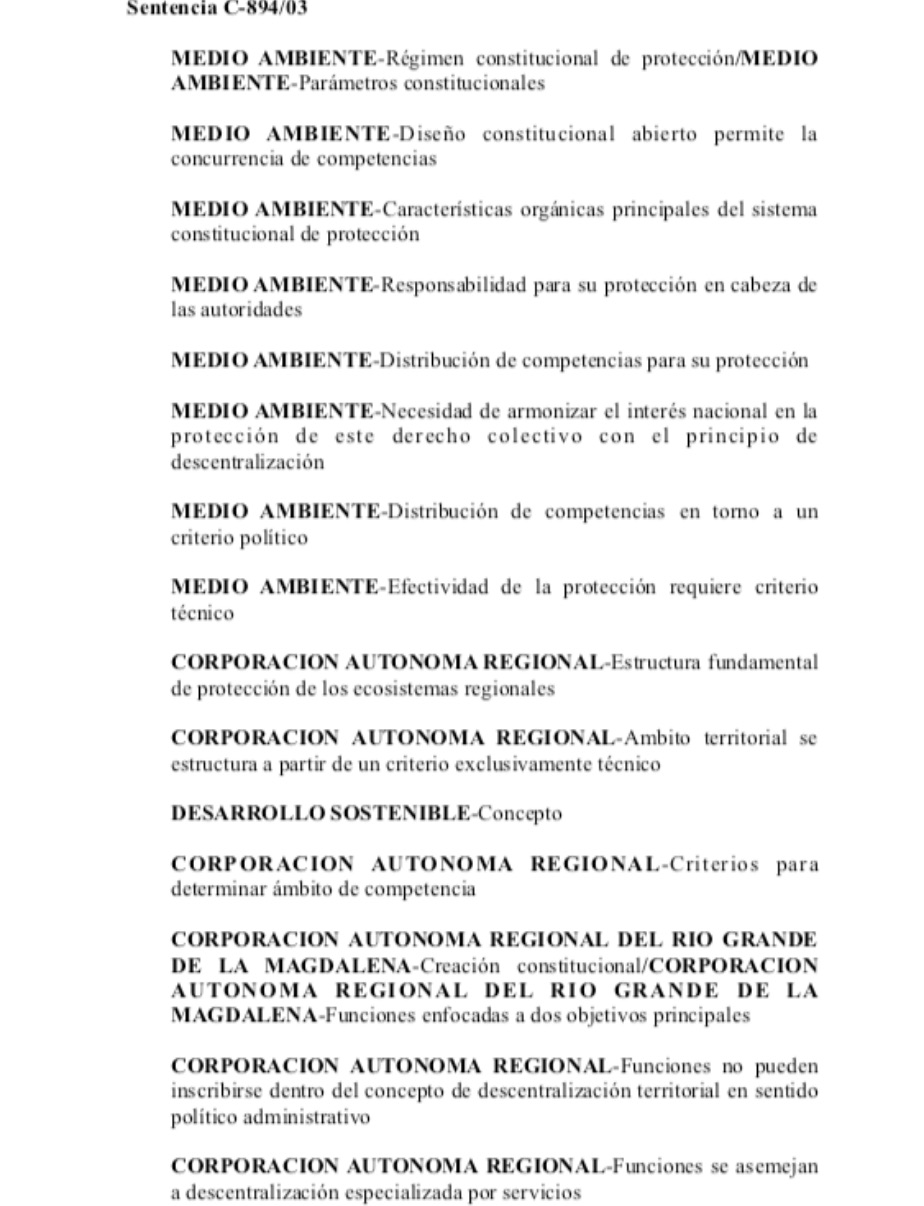 Sentencia C-894/03
MEDIO AMBIENTE-Régimen constitucional de protección/MEDIO
AMBIENTE-Parámetros constitucionales
MEDIO AMBIENTE-Diseño constitucional abierto permite la
concurrencia de competencias
MEDIO AMBIENTE-Características orgánicas principales del sistema
constitucional de protección
MEDIO AMBIENTE-Responsabilidad para su protección en cabeza de
las autoridades
MEDIO AMBIENTE-Distribución de competencias para su protección
MEDIO AMBIENTE-Necesidad de armonizar el interés nacional en la
protección de este derecho colectivo con el principio de
descentralización
MEDIO AMBIENTE-Distribución de competencias en torno a un
criterio político
MEDIO AMBIENTE-Efectividad de la protección requiere criterio
técnico
CORPORACION AUTONOMA REGIONAL-Estructura fundamental
de protección de los ecosistemas regionales
CORPORACION AUTONOMA REGIONAL-Ambito territorial se
estructura a partir de un criterio exclusivamente técnico
DESARROLLO SOSTENIBLE-Concepto
CORPORACION AUTONOMA REGIONAL-Criterios para
determinar ámbito de competencia
CORPORACION AUTONOMA REGIONAL DEL RIO GRANDE
DE LA MAGDALENA-Creación constitucional/CORPORACION
AUTONOMA REGIONAL DEL RIO GRANDE DE LA
MAGDALENA-Funciones enfocadas a dos objetivos principales
CORPORACION AUTONOMA REGIONAL-Funciones no pueden
inscribirse dentro del concepto de descentralización territorial en sentido
político administrativo
CORPORACION AUTONOMA REGIONAL-Funciones se asemejan
a descentralización especializada por servicios